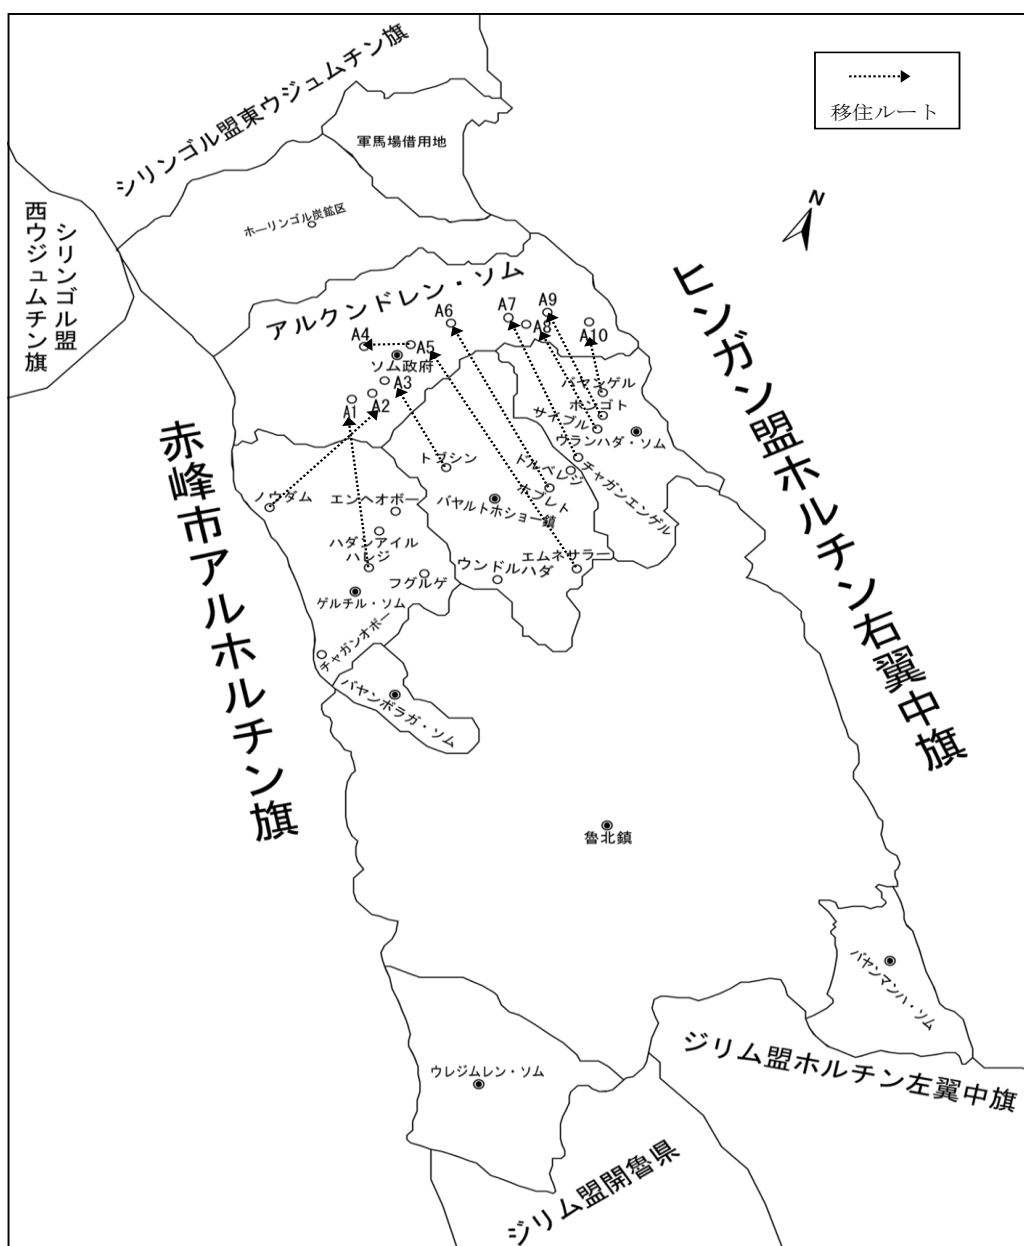 シリンゴル盟東ウジュムチン旗
移住ルート
軍馬場借用地
N
シリンゴル盟
西ウジュムチン旗
ホーリンゴル炭鉱区
ヒンガン盟ホルチン右翼中旗
アルクンドレン・ソム
A6
A7
A9
A8
A10
A4
A5
ソム政府
A3
A2
A1
バヤンゲル
ボンゴト
サインブルグ
ウランハダ・ソム
赤峰市アルホルチン旗
トブシン
ドルベレジ
チャガンエンゲル
ホブレト
ノウダム
エンヘオボー
バヤルトホショー鎮
ハダンアイル
ハレジ
エムネサラー
ウンドルハダ
フグルゲ
ゲルチル・ソム
チャガンオボー
バヤンボラガ・ソム
魯北鎮
バヤンマンハ・ソム
ウレジムレン・ソム
ジリム盟ホルチン左翼中旗
ジリム盟開魯県